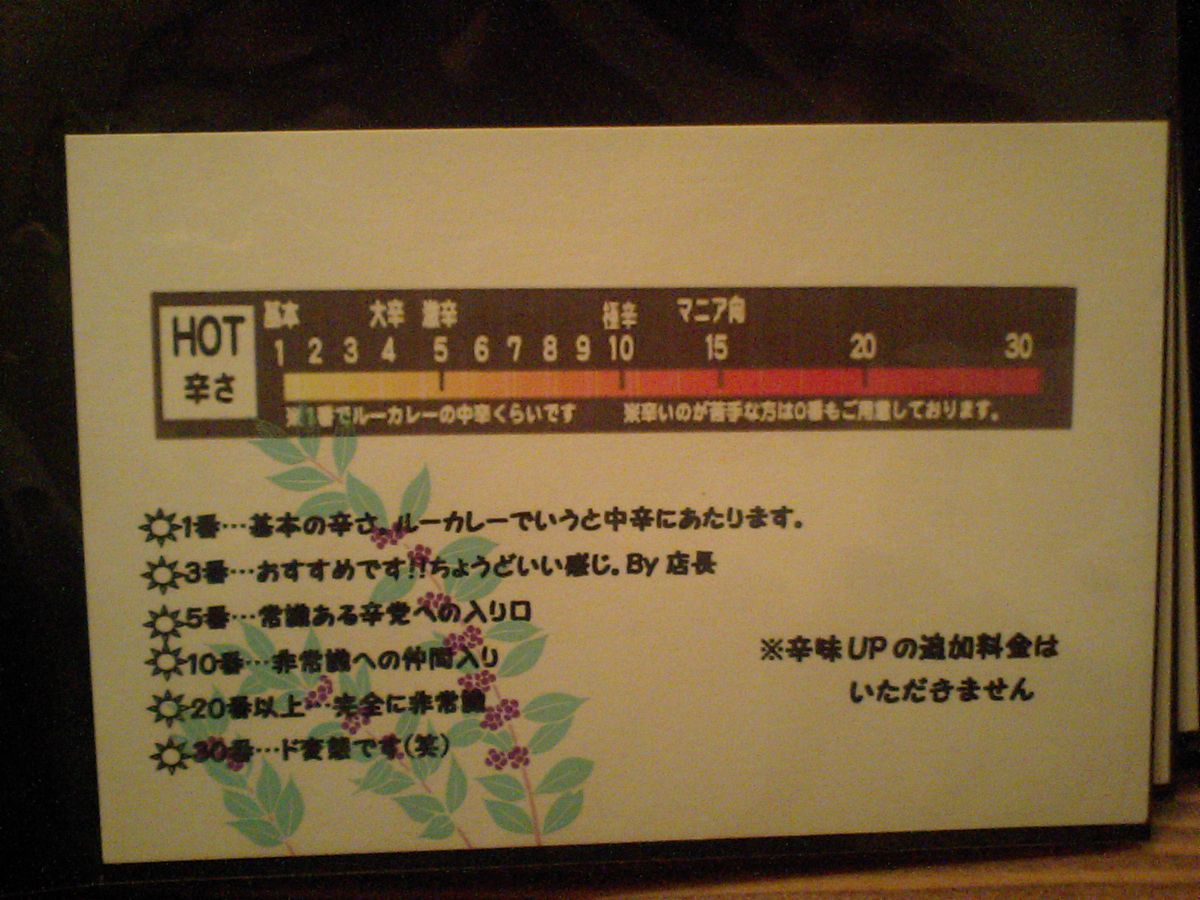 HOT
辛さ
基本 大辛 激辛 極辛 マニア向
1 2 3 4 5 6 7 8 9 10 15 20 30
※1番でルーカレーの中辛くらいです ※辛いのが苦手な方は0番もご用意しております。
1番…基本の辛さ。ルーカレーでいうと中辛にあたります。
3番…おすすめです!!ちょうどいい感じ。By 店長
5番…常識ある辛党への入り口
10番…非常識への仲間入り
20番以上…完全に非常識
30番…ド変態です(笑)
※辛味UPの追加料金は
いただきません